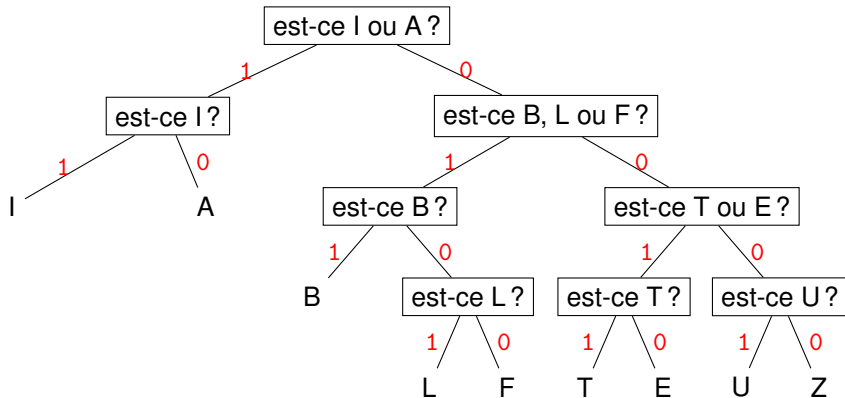 est-ce I ou A ?
1 0
est-ce I ? est-ce B, L ou F ?
1 0 1 0
I A est-ce B ? est-ce T ou E ?
1 0 1 0
B est-ce L ? est-ce T ? est-ce U ?
1 0 1 0 1 0
L F T E U Z